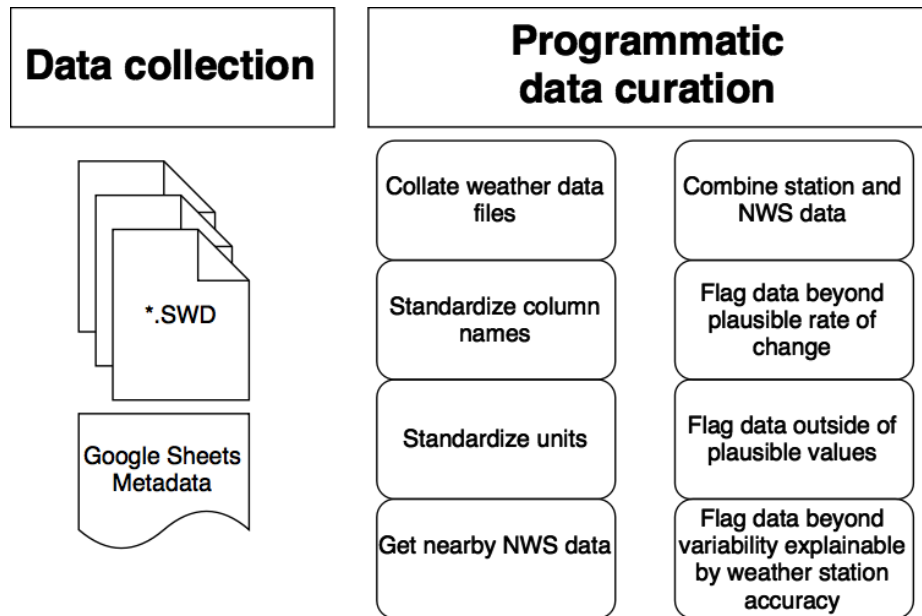 Data collection
Programmatic
data curation
*.SWD
Google Sheets
Metadata
Collate weather data
files
Standardize column
names
Standardize units
Get nearby NWS data
Combine station and
NWS data
Flag data beyond
plausible rate of
change
Flag data outside of
plausible values
Flag data beyond
variability explainable
by weather station
accuracy